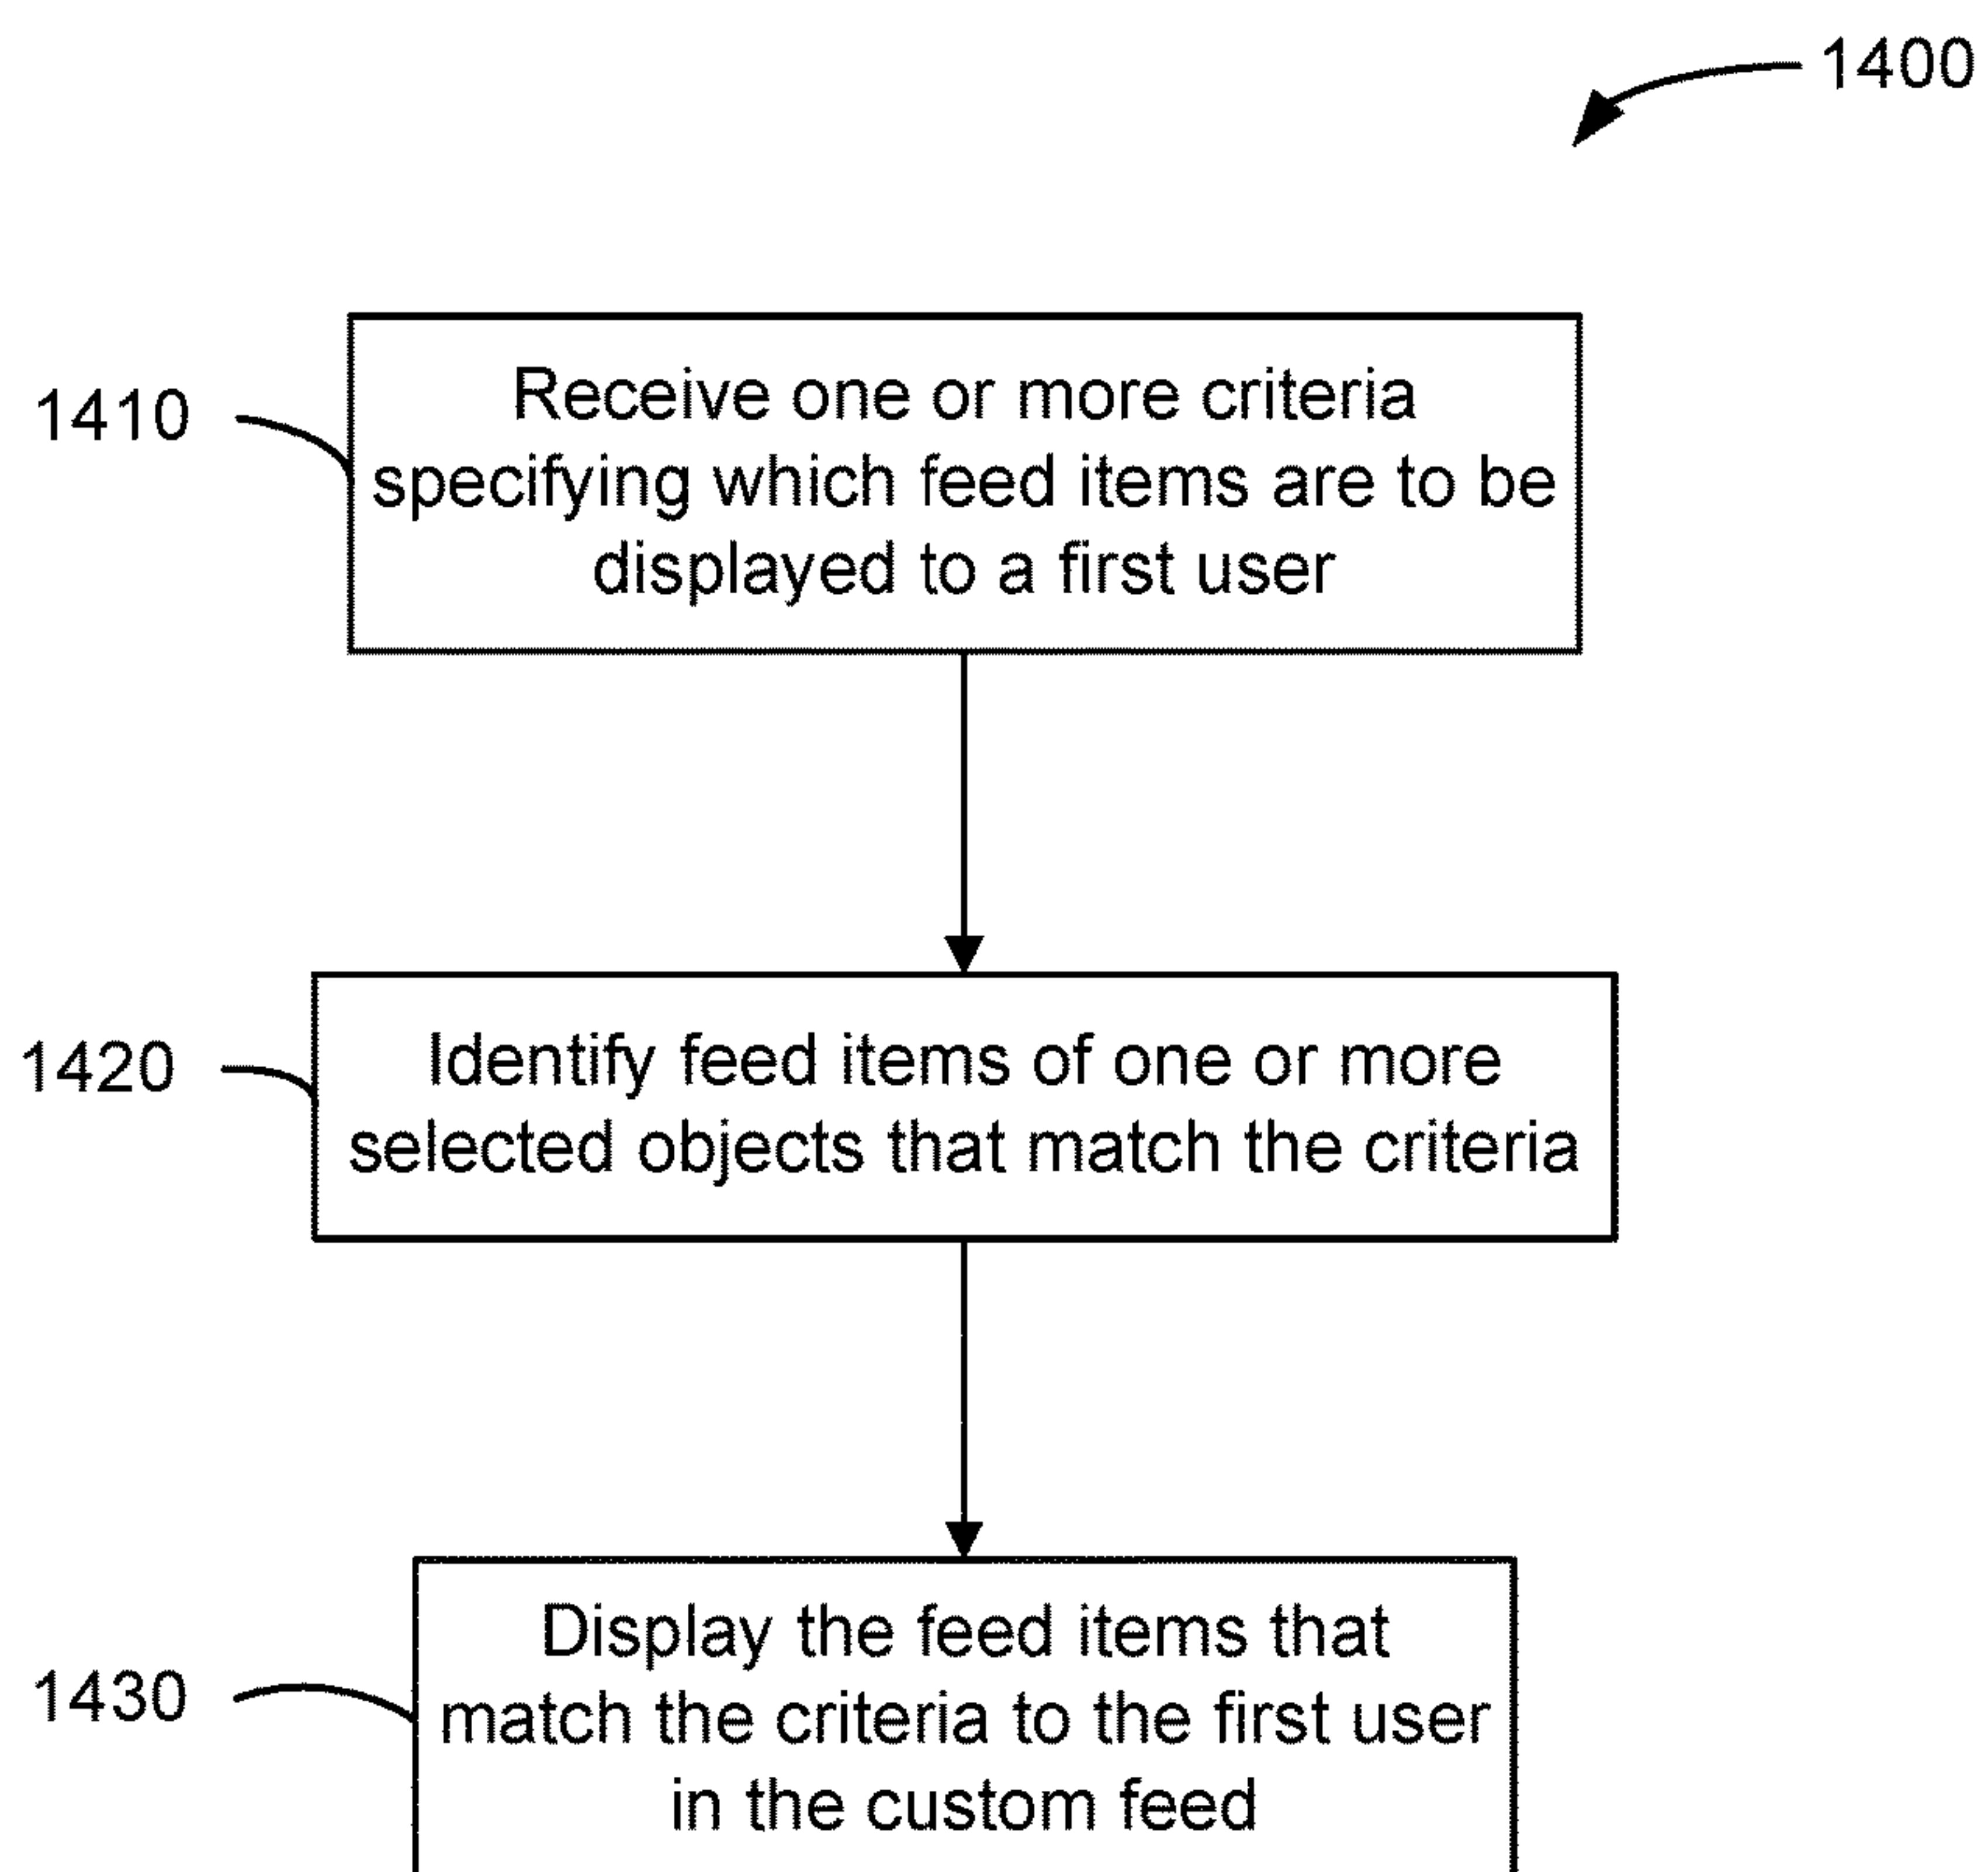 1400
1410
Receive one or more criteria
specifying which feed items are to be
displayed to a first user
1420
Identify feed items of one or more
selected objects that match the criteria
1430
Display the feed items that
match the criteria to the first user
in the custom feed